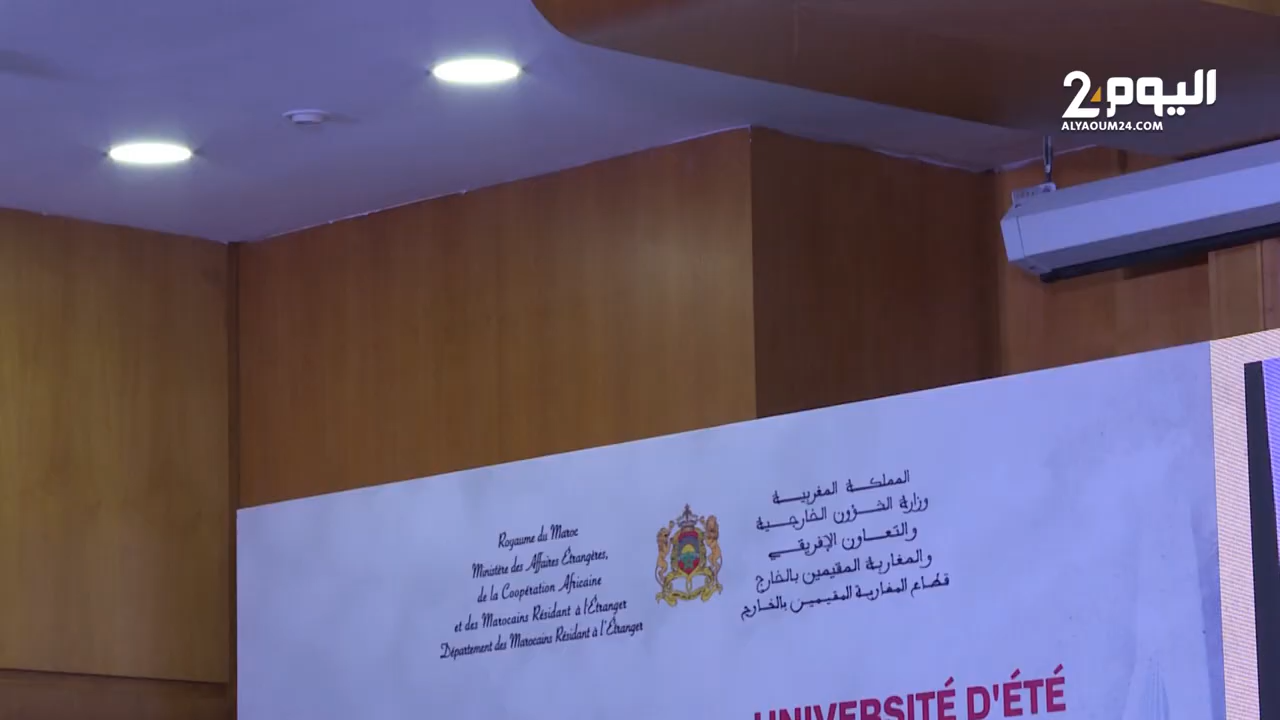 اليوم24
ALYAOUM24.COM
Royaume du Maroc
Ministère des Affaires Étrangères,
de la Coopération Africaine
et des Marocains Résidant à l'Étranger
Département des Marocains Résidant à l'Étranger
المملكة المغربية
وزارة الشؤون الخارجية
والتعاون الإفريقي
والمغاربة المقيمين بالخارج
قطاع المغاربة المقيمين بالخارج
UNIVERSITÉ D'ÉTÉ